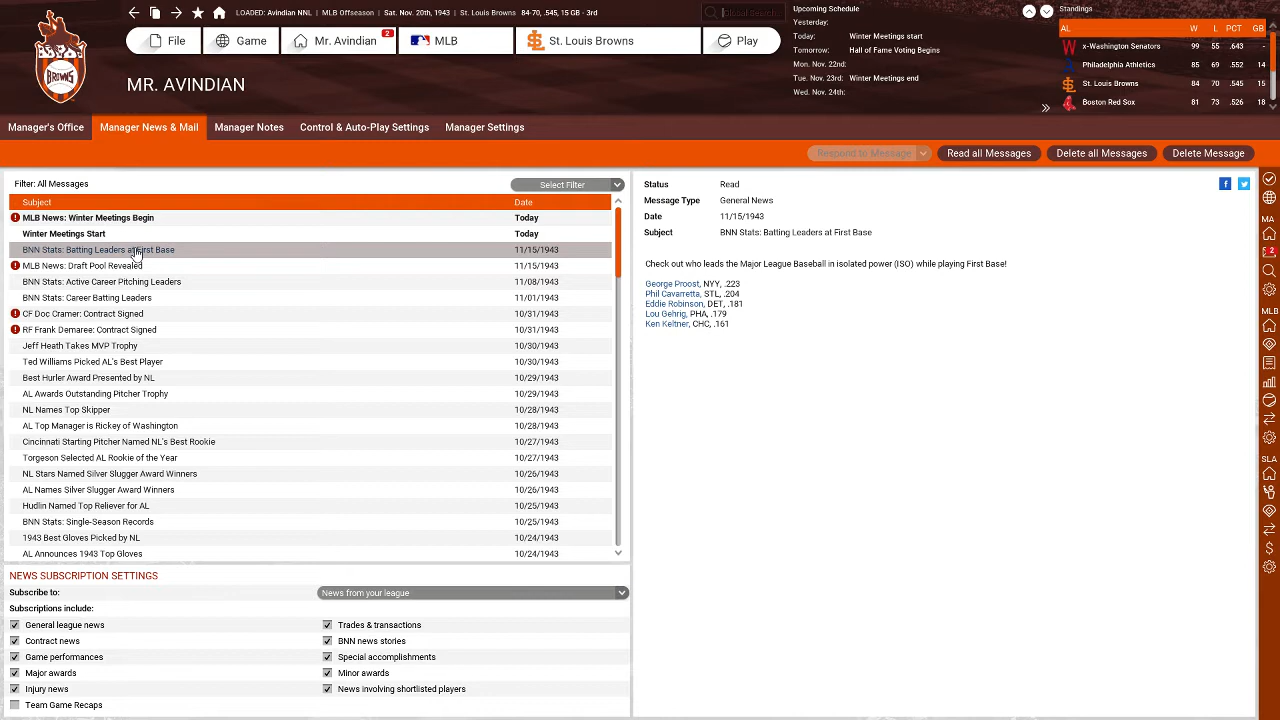 LOADED: Avindian NNL | MLB Offseason | Sat. Nov. 20th, 1943 | St. Louis Browns 84-70, .545, 15 GB - 3rd
Global Search
BROWNS
File
Game
Mr. Avindian
2
MLB
St. Louis Browns
Play
MR. AVINDIAN
Upcoming Schedule
Yesterday:
Today: Winter Meetings start
Tomorrow: Hall of Fame Voting Begins
Mon. Nov. 22nd:
Tue. Nov. 23rd: Winter Meetings end
Wed. Nov. 24th:
Standings
AL W L PCT GB
x-Washington Senators 99 55 .643 -
Philadelphia Athletics 85 69 .552 14
St. Louis Browns 84 70 .545 15
Boston Red Sox 81 73 .526 18
Manager's Office
Manager News & Mail
Manager Notes
Control & Auto-Play Settings
Manager Settings
Respond to Message
Read all Messages
Delete all Messages
Delete Message
Filter: All Messages
Select Filter
Subject Date
MLB News: Winter Meetings Begin Today
Winter Meetings Start Today
BNN Stats: Batting Leaders at First Base 11/15/1943
MLB News: Draft Pool Revealed 11/15/1943
BNN Stats: Active Career Pitching Leaders 11/08/1943
BNN Stats: Career Batting Leaders 11/01/1943
CF Doc Cramer: Contract Signed 10/31/1943
RF Frank Demaree: Contract Signed 10/31/1943
Jeff Heath Takes MVP Trophy 10/30/1943
Ted Williams Picked AL's Best Player 10/30/1943
Best Hurler Award Presented by NL 10/29/1943
AL Awards Outstanding Pitcher Trophy 10/29/1943
NL Names Top Skipper 10/28/1943
AL Top Manager is Rickey of Washington 10/28/1943
Cincinnati Starting Pitcher Named NL's Best Rookie 10/27/1943
Torgeson Selected AL Rookie of the Year 10/27/1943
NL Stars Named Silver Slugger Award Winners 10/26/1943
AL Names Silver Slugger Award Winners 10/26/1943
Hudlin Named Top Reliever for AL 10/25/1943
BNN Stats: Single-Season Records 10/25/1943
1943 Best Gloves Picked by NL 10/24/1943
AL Announces 1943 Top Gloves 10/24/1943
NEWS SUBSCRIPTION SETTINGS
Subscribe to: News from your league
Subscriptions include:
General league news Trades & transactions
Contract news BNN news stories
Game performances Special accomplishments
Major awards Minor awards
Injury news News involving shortlisted players
Team Game Recaps
Status Read
Message Type General News
Date 11/15/1943
Subject BNN Stats: Batting Leaders at First Base
Check out who leads the Major League Baseball in isolated power (ISO) while playing First Base!
George Proost, NYY, .223
Phil Cavarretta, STL, .204
Eddie Robinson, DET, .181
Lou Gehrig, PHA, .179
Ken Keltner, CHC, .161
MA
2
MLB
SLA